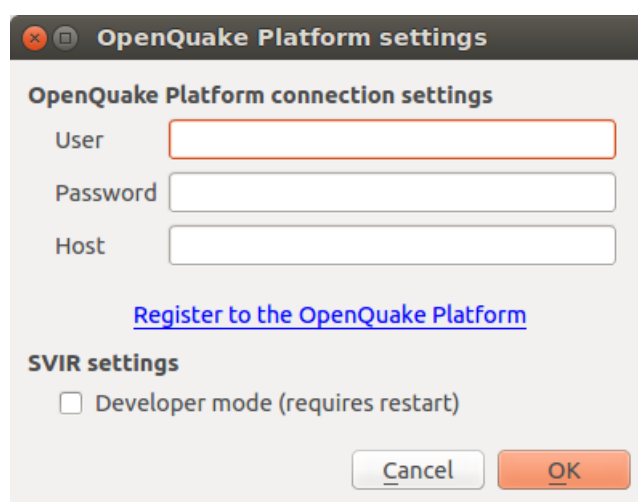 OpenQuake Platform settings
OpenQuake Platform connection settings
User
Password
Host
Register to the OpenQuake Platform
SVIR settings
Developer mode (requires restart)
Cancel OK